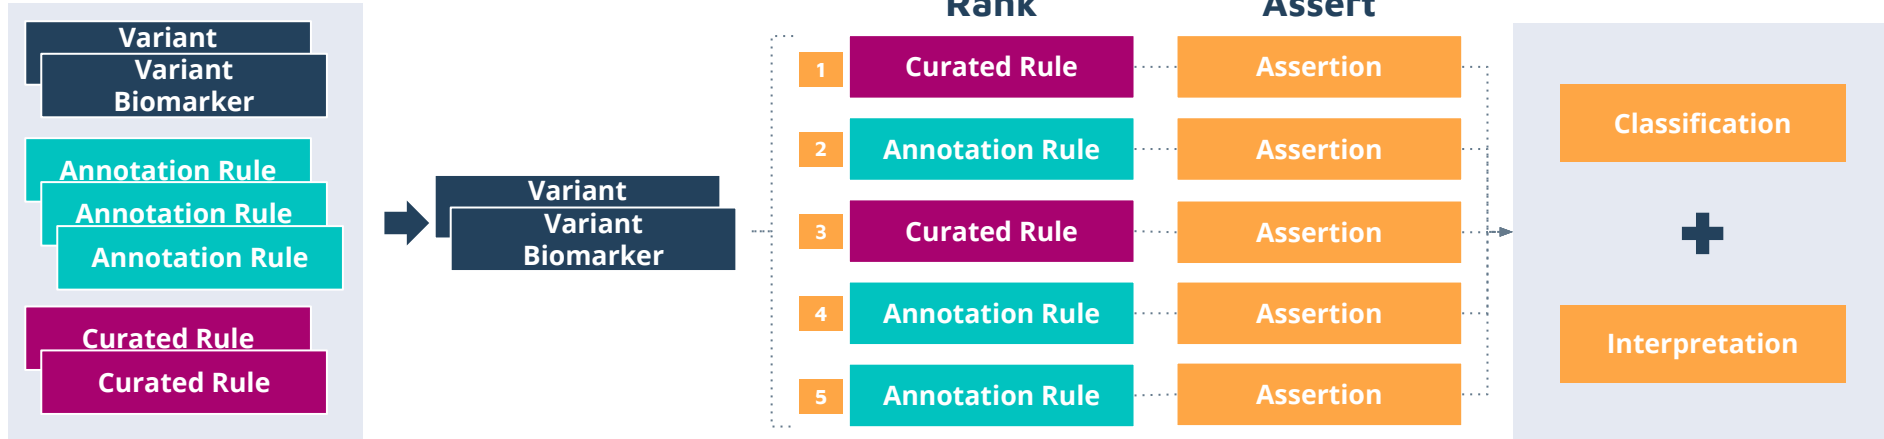 Variant
Variant
Biomarker
Annotation Rule
Annotation Rule
Annotation Rule
Curated Rule
Curated Rule
Variant
Variant
Biomarker
Rank
Assert
1
Curated Rule
Assertion
2
Annotation Rule
Assertion
3
Curated Rule
Assertion
4
Annotation Rule
Assertion
5
Annotation Rule
Assertion
Classification
Interpretation